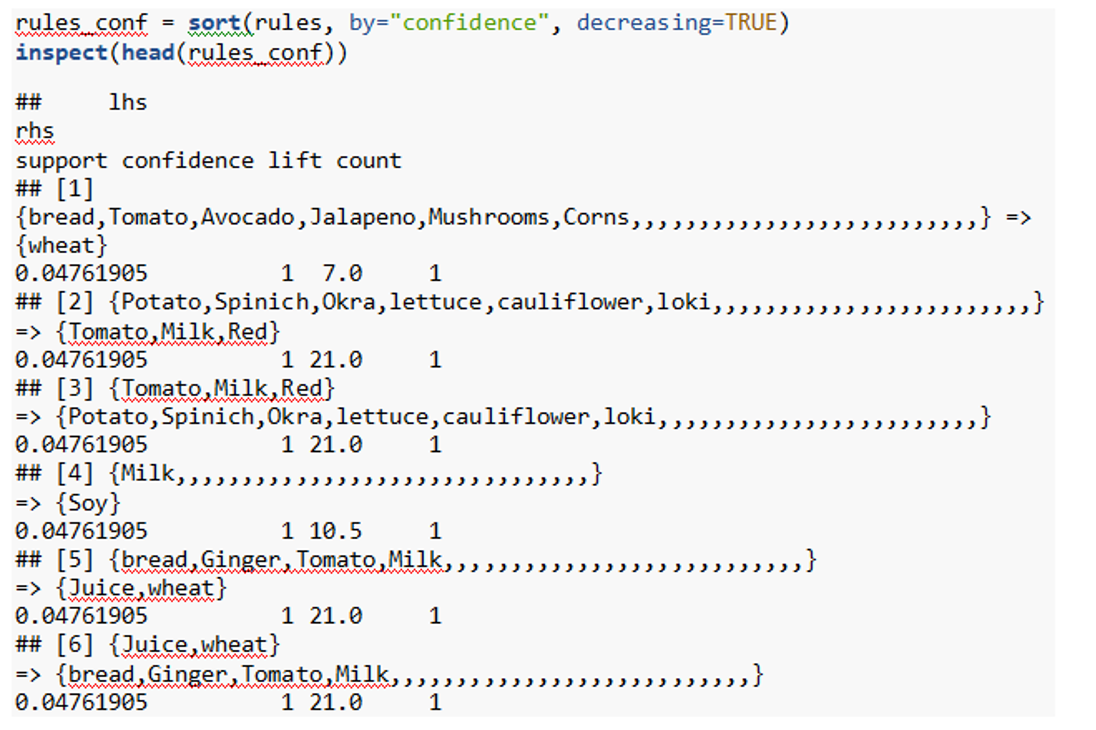 rules_conf = sort(rules, by="confidence", decreasing=TRUE)
inspect(head(rules_conf))
##     lhs
rhs
support confidence lift count
## [1]
{bread,Tomato,Avocado,Jalapeno,Mushrooms,Corns,,,,,,,,,,,,,,,,,,,,,,,,,,} =>
{wheat}
0.04761905          1  7.0     1
## [2] {Potato,Spinich,Okra,lettuce,cauliflower,loki,,,,,,,,,,,,,,,,,,,,,,,,}
=> {Tomato,Milk,Red}
0.04761905          1 21.0     1
## [3] {Tomato,Milk,Red}
=> {Potato,Spinich,Okra,lettuce,cauliflower,loki,,,,,,,,,,,,,,,,,,,,,,,,}
0.04761905          1 21.0     1
## [4] {Milk,,,,,,,,,,,,,,,,,,,,,,,,,,,,,,,}
=> {Soy}
0.04761905          1 10.5     1
## [5] {bread,Ginger,Tomato,Milk,,,,,,,,,,,,,,,,,,,,,,,,,,,}
=> {Juice,wheat}
0.04761905          1 21.0     1
## [6] {Juice,wheat}
=> {bread,Ginger,Tomato,Milk,,,,,,,,,,,,,,,,,,,,,,,,,,,}
0.04761905          1 21.0     1